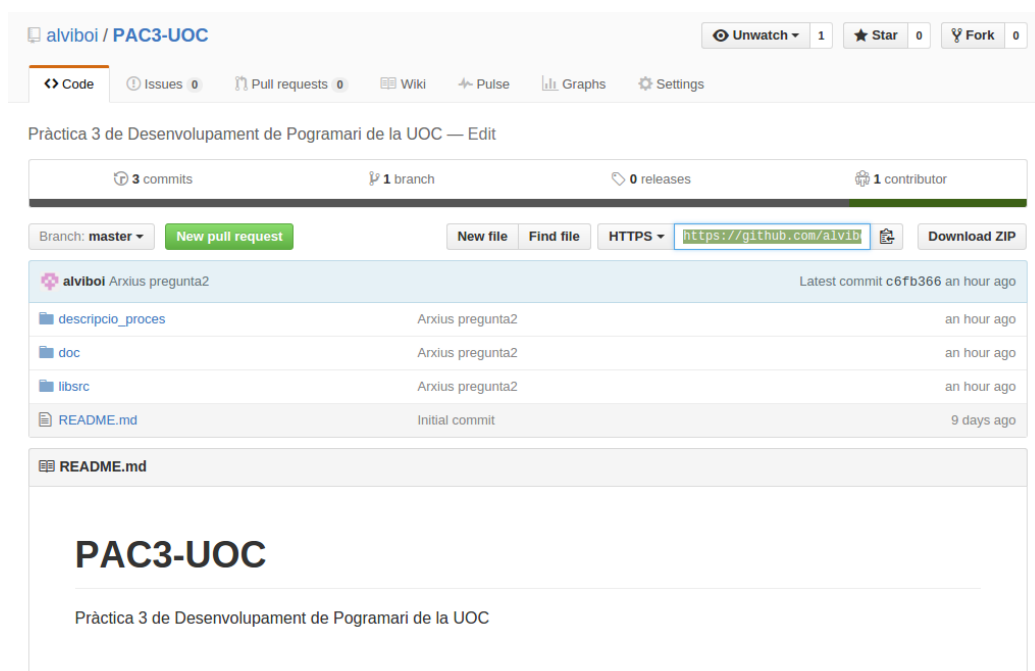 alviboi / PAC3-UOC Unwatch 1 Star 0 Fork 0
Code Issues 0 Pull requests 0 Wiki Pulse Graphs Settings
Pràctica 3 de Desenvolupament de Pogramari de la UOC — Edit
3 commits 1 branch 0 releases 1 contributor
Branch: master New pull request New file Find file HTTPS https://github.com/alvib Download ZIP
alviboi Arxius pregunta2 Latest commit c6fb366 an hour ago
descripcio_proces Arxius pregunta2 an hour ago
doc Arxius pregunta2 an hour ago
libsrc Arxius pregunta2 an hour ago
README.md Initial commit 9 days ago
README.md
PAC3-UOC
Pràctica 3 de Desenvolupament de Pogramari de la UOC